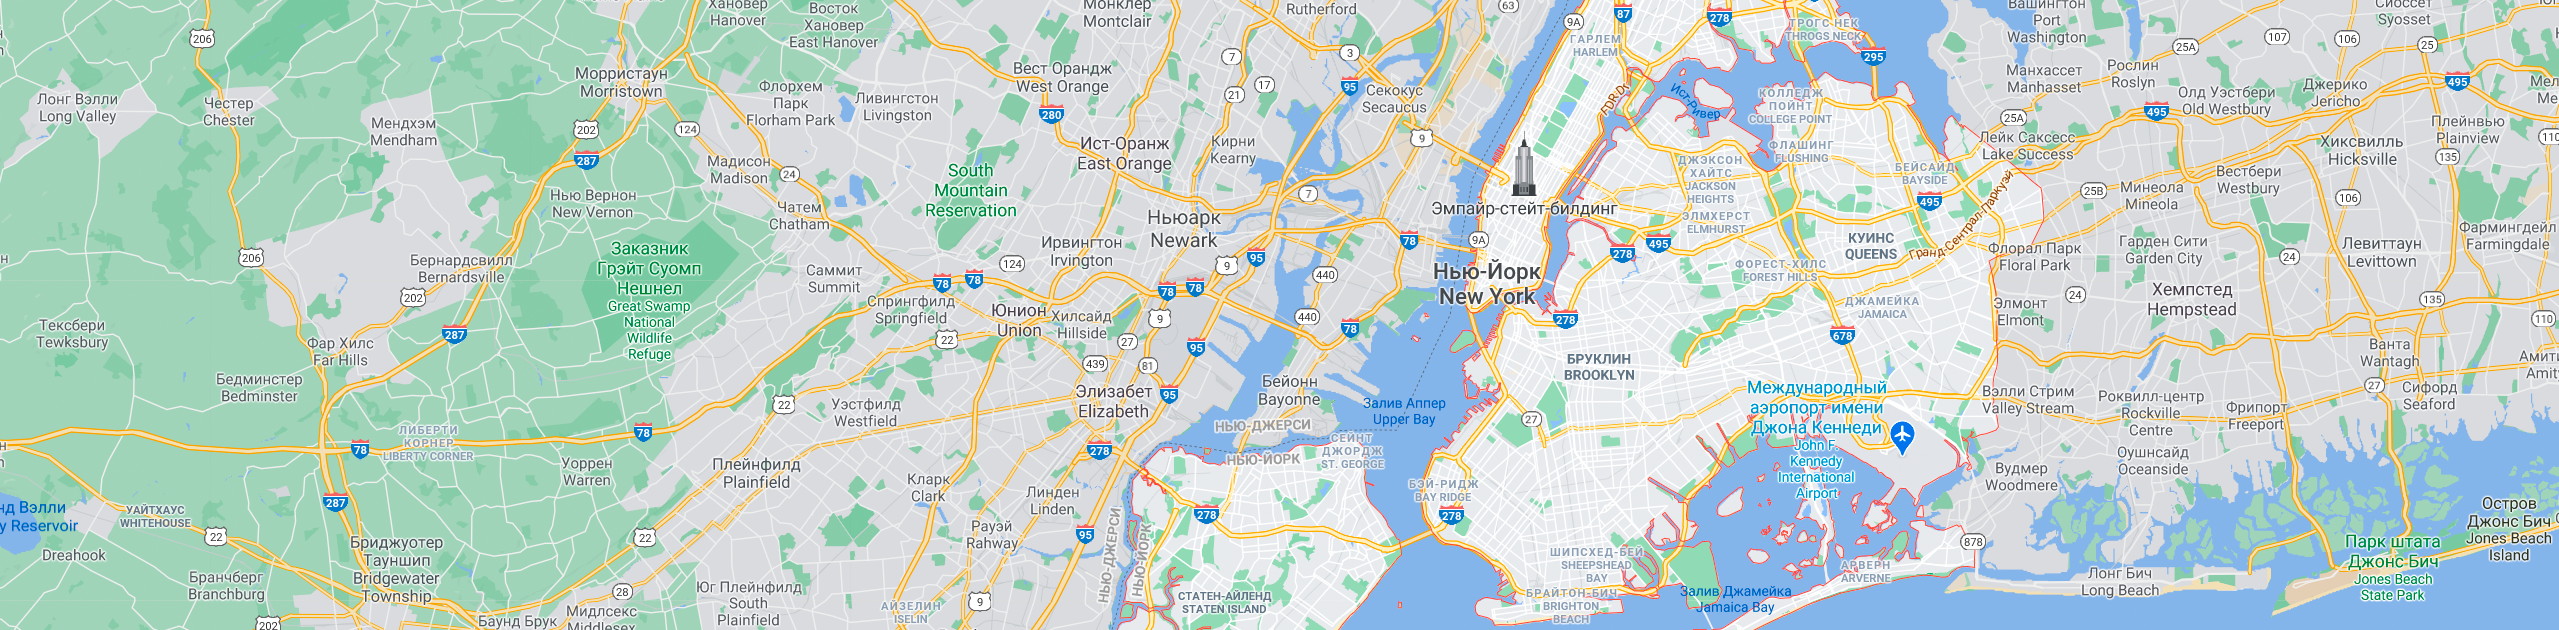 Хановер
Hanover
Восток
Хановер
East Hanover
Монклер
Montclair
Rutherford
63
9A
87
278
ТРОГС-НЕК
THROGS NECK
Вашингтон
Port
Washington
Сиоссет
Syosset
206
7
3
ГАРЛЕМ
HARLEM
295
25A
107
106
25
Морристаун
Morristown
Флорхем
Парк
Florham Park
Вест Орандж
West Orange
17
21
95
Секокус
Secaucus
FDR Dr
Ист-Ривер
КОЛЛЕДЖ
ПОЙНТ
COLLEGE POINT
Манхассет
Manhasset
Рослин
Roslyn
Джерико
Jericho
495
Лонг Вэлли
Long Valley
Честер
Chester
Мендхэм
Mendham
202
124
287
Ливингстон
Livingston
280
Ист-Оранж
East Orange
Кирни
Kearny
9
ФЛАШИНГ
FLUSHING
25A
495
Олд Уэстбери
Old Westbury
Лейк Саксесс
Lake Success
Хиксвилль
Hicksville
Плейнвью
Plainview
110
135
Мадисон
Madison
24
South
Mountain
Reservation
7
ДЖЭКСОН
ХАЙТС
JACKSON
HEIGHTS
БЕЙСАЙД
BAYSIDE
495
25B
Минеола
Mineola
Вестбери
Westbury
106
Нью Вернон
New Vernon
Чатем
Chatham
Ньюарк
Newark
Эмпайр-стейт-билдинг
ЭЛМХЕРСТ
ELMHURST
Гранд-Сентрал-Паркуэй
206
Бернардсвилл
Bernardsville
Заказник
Грэйт Суомп
Нешнел
Great Swamp
National
Wildlife
Refuge
Ирвингтон
Irvington
124
9
95
78
9A
278
495
КУИНС
QUEENS
Флорал Парк
Floral Park
Гарден Сити
Garden City
24
Левиттаун
Levittown
Фармингдейл
Farmingdale
202
Саммит
Summit
78
78
78
78
440
Нью-Йорк
New York
ФОРЕСТ-ХИЛС
FOREST HILLS
24
Хемпстед
Hempstead
135
110
Тексбери
Tewksbury
287
Фар Хилс
Far Hills
Спрингфилд
Springfield
22
Юнион
Union
Хилсайд
Hillside
9
27
95
440
78
278
ДЖАМЕЙКА
JAMAICA
678
Элмонт
Elmont
Ванта
Wantagh
Бедминстер
Bedminster
439
81
95
Элизабет
Elizabeth
Бейонн
Bayonne
Залив Аппер
Upper Bay
БРУКЛИН
BROOKLYN
Международный
аэропорт имени
Джона Кеннеди
John F.
Kennedy
International
Airport
Вэлли Стрим
Valley Stream
Роквилл-центр
Rockville
Centre
Фрипорт
Freeport
27
Сифорд
Seaford
22
Уэстфилд
Westfield
78
ЛИБЕРТИ
КОРНЕР
LIBERTY CORNER
78
278
НЬЮ-ДЖЕРСИ
НЬЮ-ЙОРК
СЕЙНТ
ДЖОРДЖ
ST. GEORGE
27
Уоррен
Warren
Плейнфилд
Plainfield
Кларк
Clark
Линден
Linden
БЭЙ-РИДЖ
BAY RIDGE
278
Вудмер
Woodmere
Оушнсайд
Oceanside
Остров
Джонс Бич
Jones Beach
Island
287
нд Вэлли
y Reservoir
УАЙТХАУС
WHITEHOUSE
22
22
Рауэй
Rahway
95
НЬЮ-ДЖЕРСИ
НЬЮ-ЙОРК
278
Dreahook
Бриджуотер
Тауншип
Bridgewater
Township
ШИПСХЕД-БЕЙ
SHEEPSHEAD
BAY
АРВЕРН
ARVERNE
878
Парк штата
Джонс Бич
Jones Beach
State Park
Бранчберг
Branchburg
28
Юг Плейнфилд
South
Plainfield
АЙЗЕЛИН
ISELIN
9
СТАТЕН-АЙЛЕНД
STATEN ISLAND
БРАЙТОН-БИЧ
BRIGHTON
BEACH
Залив Джамейка
Jamaica Bay
Лонг Бич
Long Beach
202
Баунд Брук
Мидлсекс
Middlesex